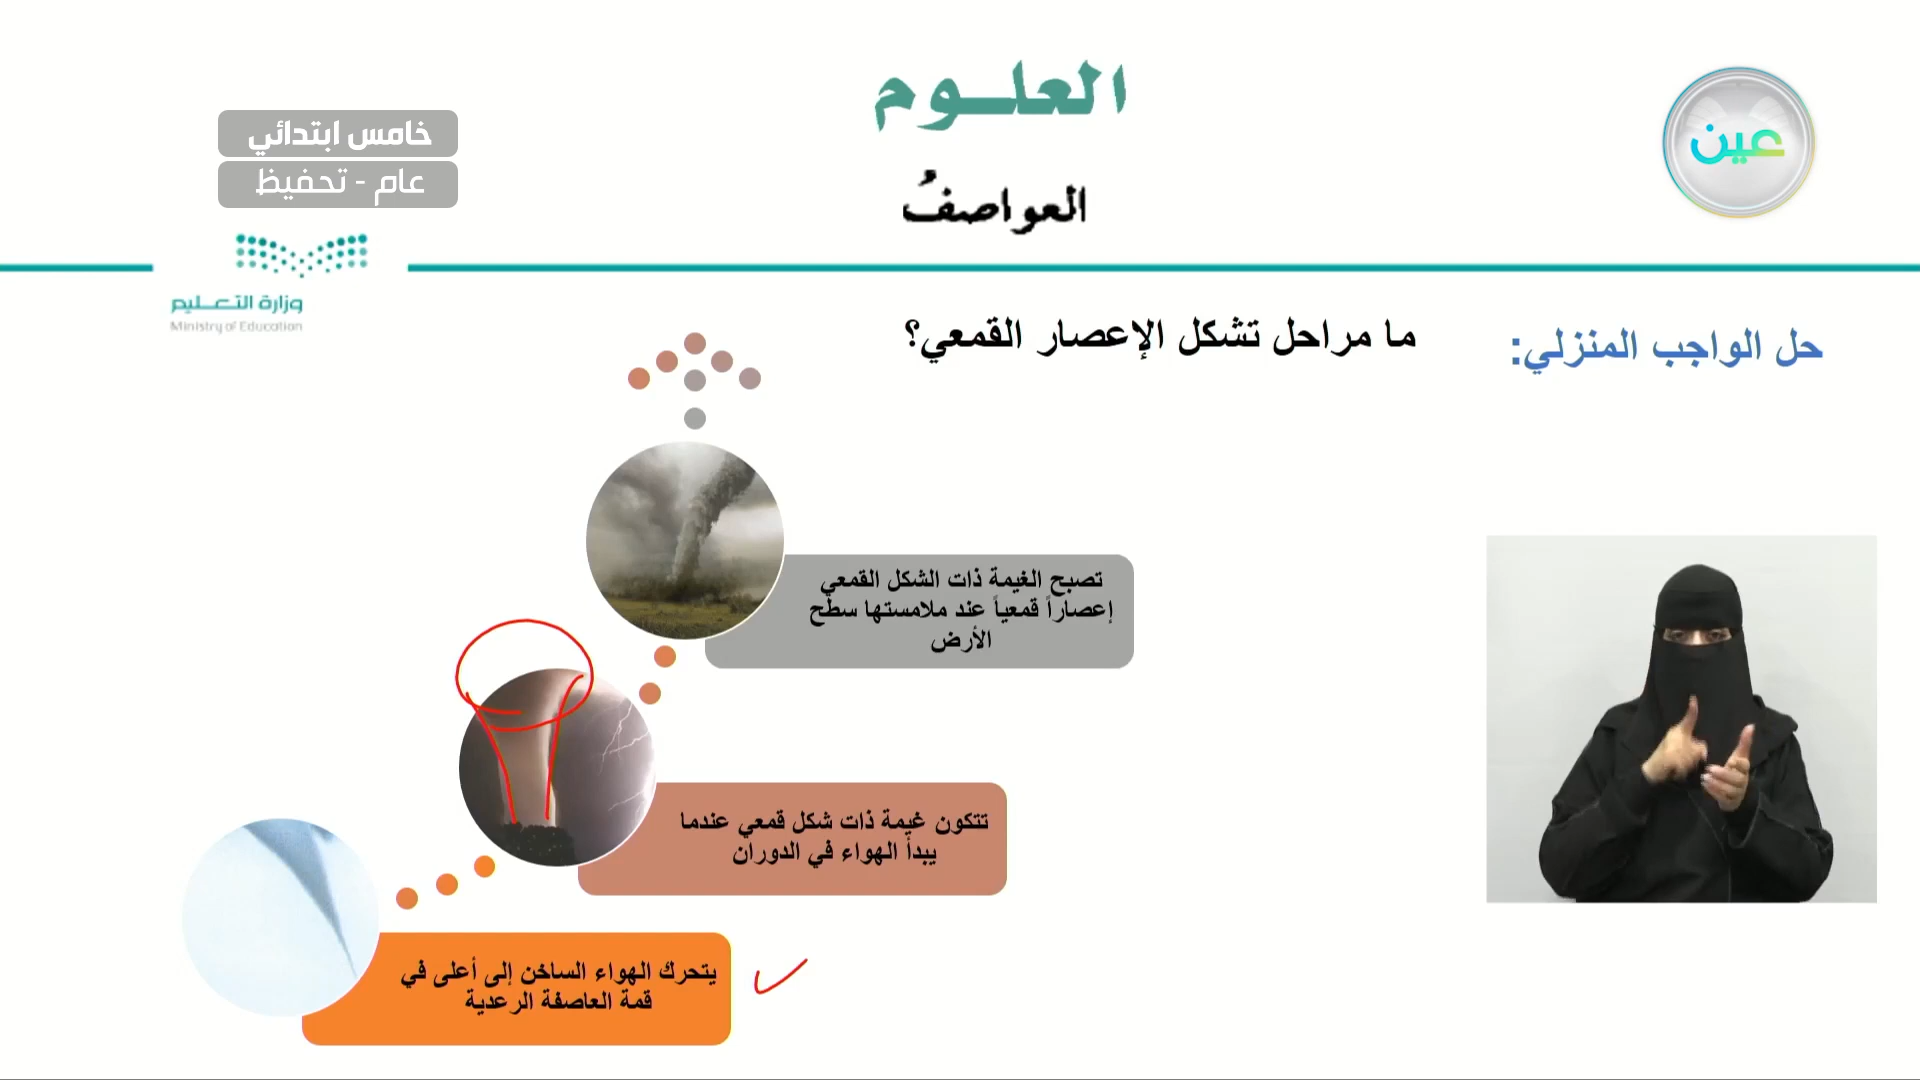 العلوم
عين
خامس ابتدائي
عام - تحفيظ
العواصفُ
وزارة التعليم
Ministry of Education
حل الواجب المنزلي:
ما مراحل تشكل الإعصار القمعي؟
تصبح الغيمة ذات الشكل القمعي
إعصاراً قمعياً عند ملامستها سطح
الأرض
تتكون غيمة ذات شكل قمعي عندما
يبدأ الهواء في الدوران
يتحرك الهواء الساخن إلى أعلى في
قمة العاصفة الرعدية